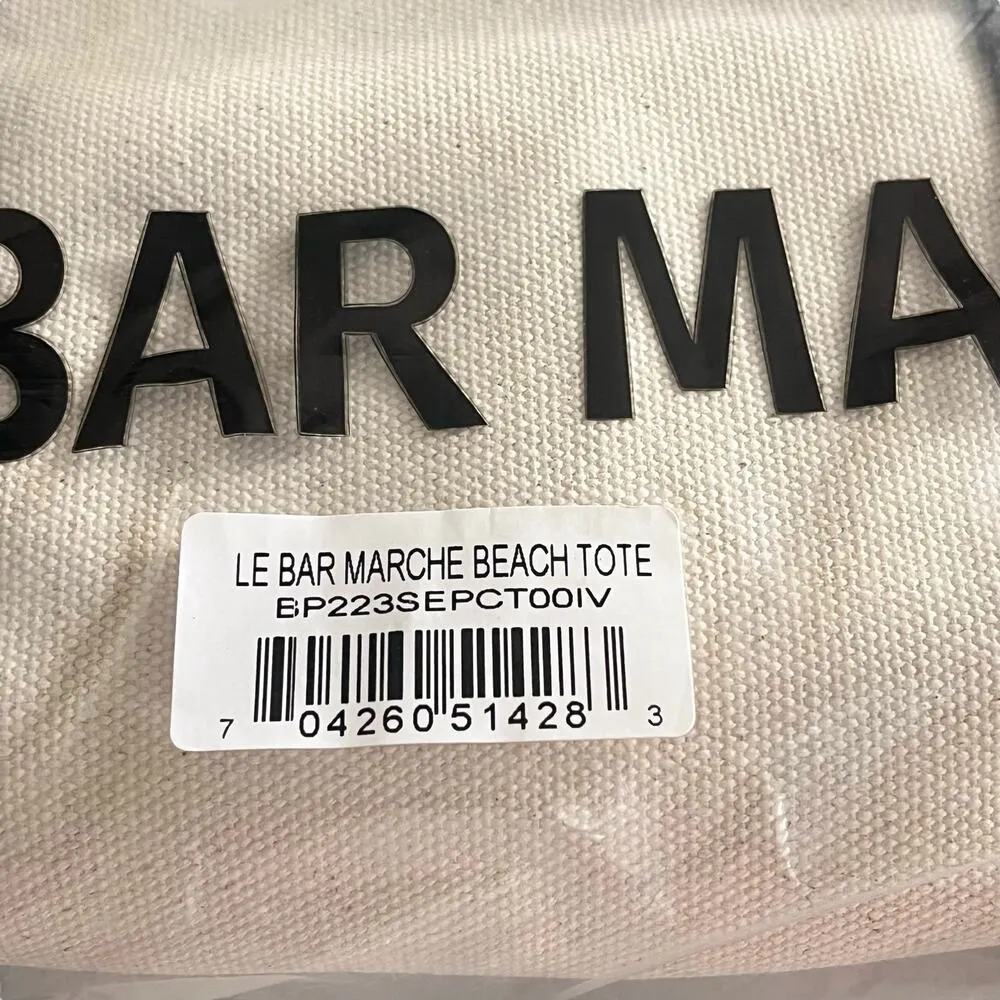 BAR MA
LE BAR MARCHE BEACH TOTE
BP223SEPCT00IV
7 04260 51428 3